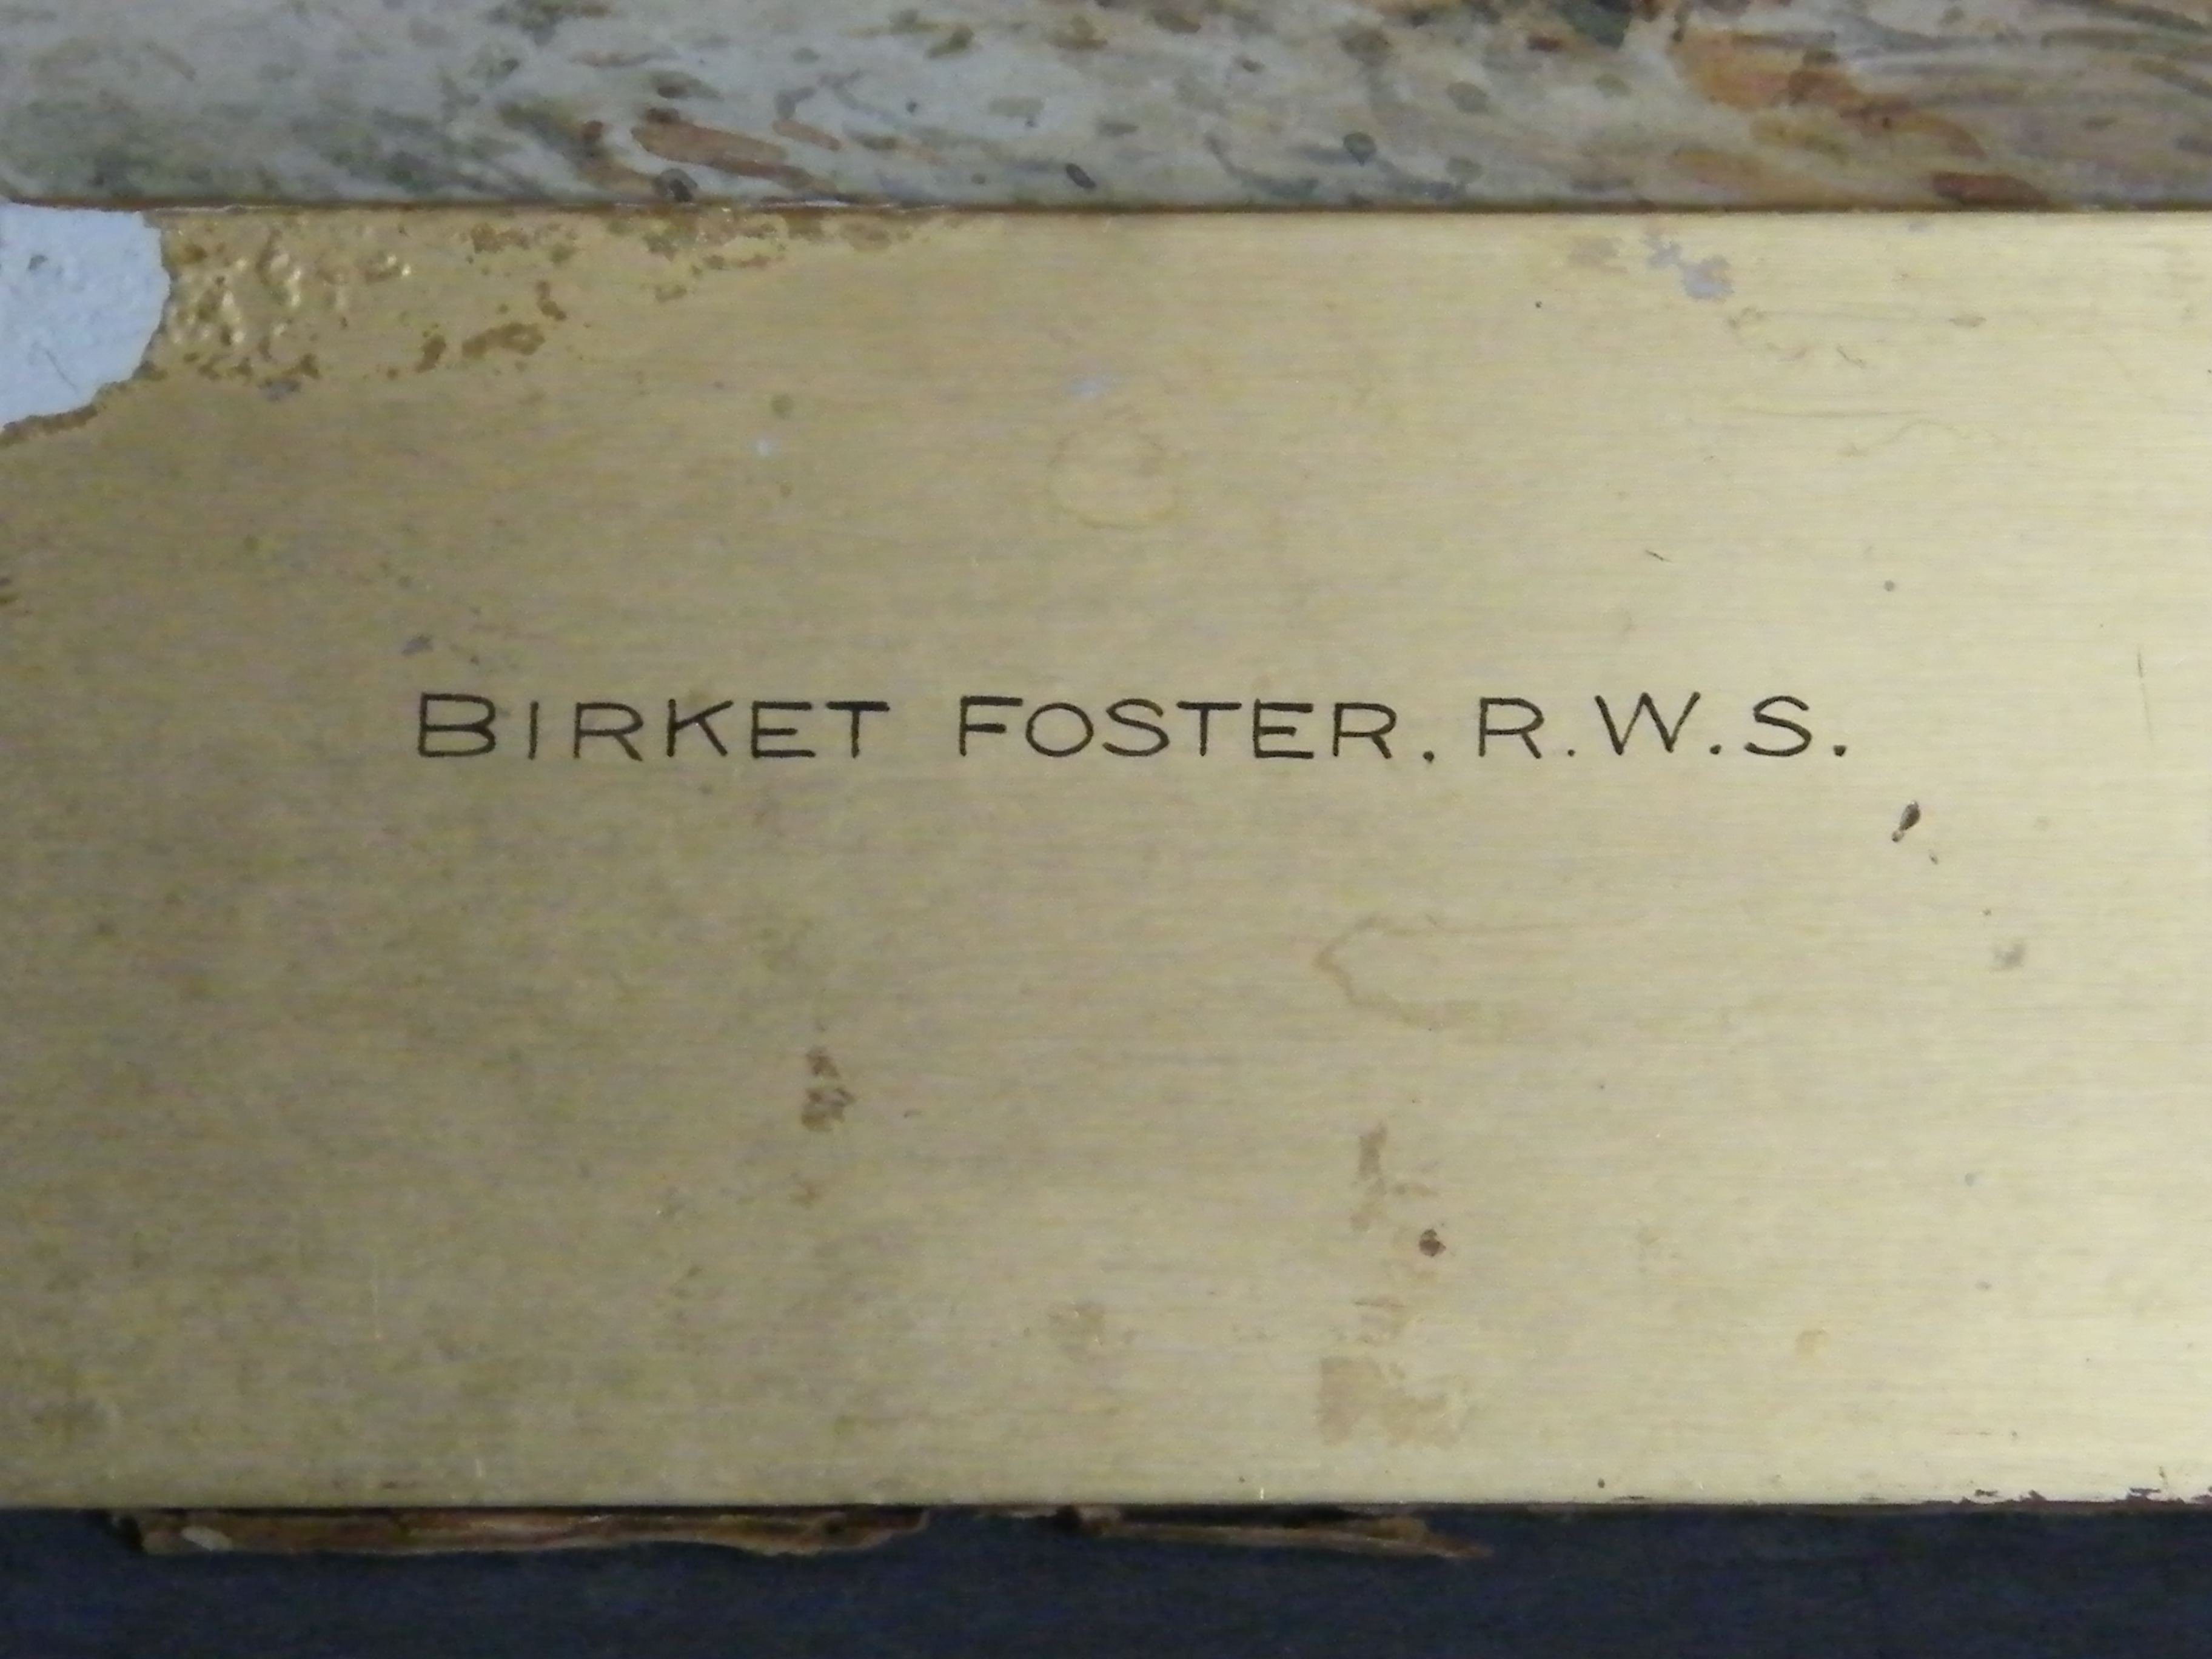 BIRKET FOSTER. R.W.S.